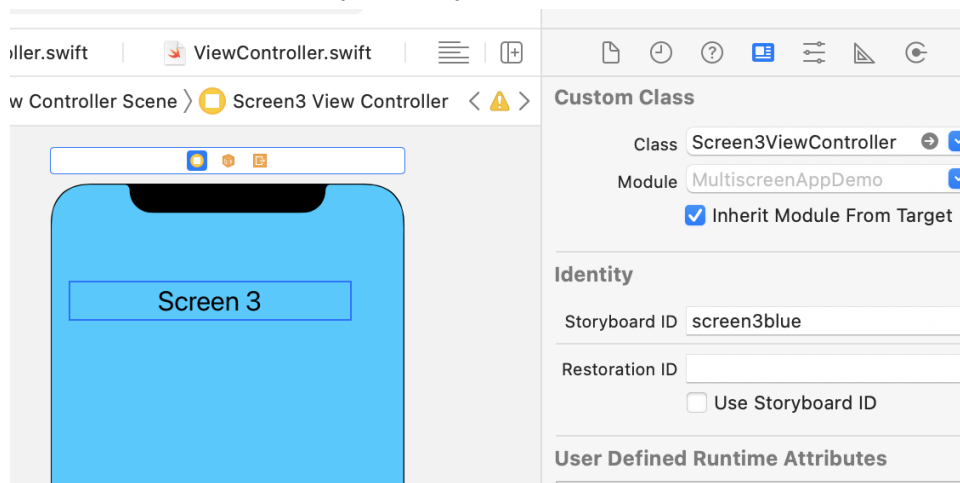 ller.swift
ViewController.swift
w Controller Scene 〉 Screen3 View Controller
Custom Class
Class Screen3ViewController
Module MultiscreenAppDemo
Inherit Module From Target
Screen 3
Identity
Storyboard ID screen3blue
Restoration ID
Use Storyboard ID
User Defined Runtime Attributes